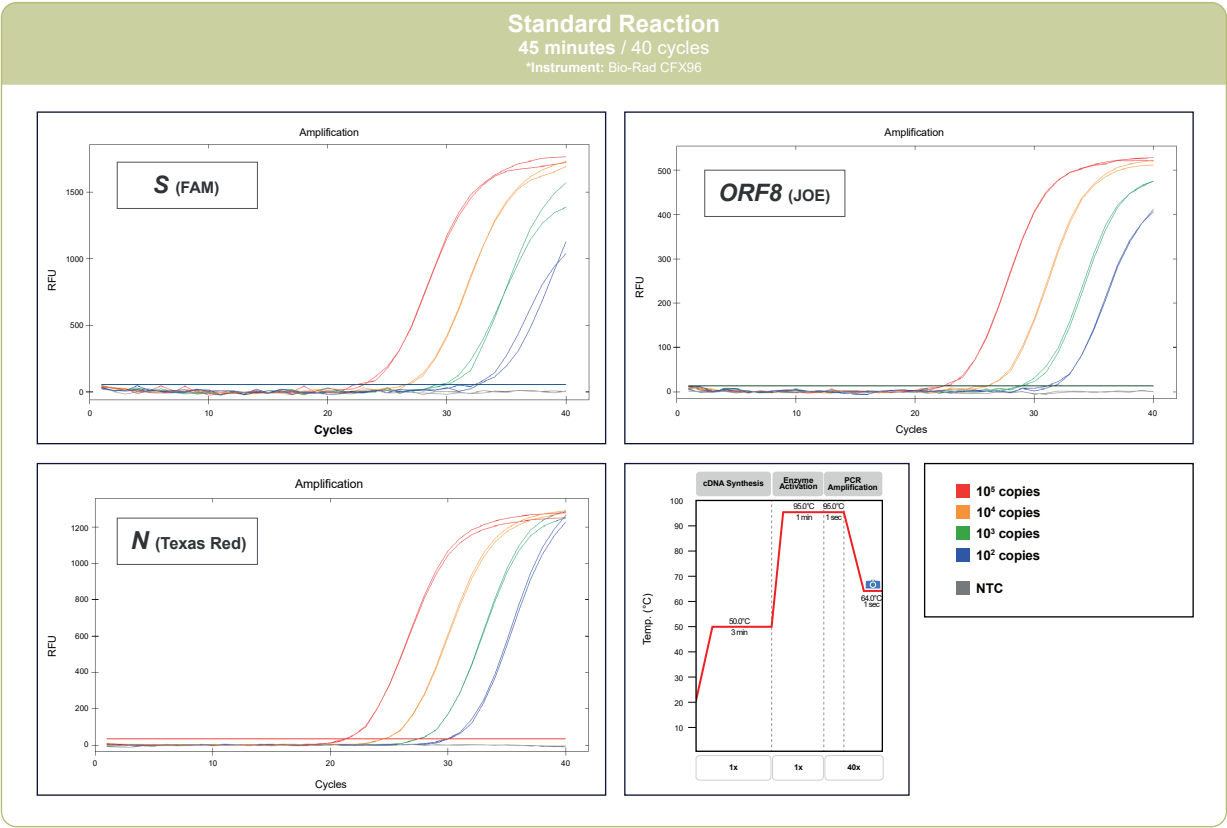 Standard Reaction
45 minutes / 40 cycles
*Instrument: Bio-Rad CFX96
Amplification
S (FAM)
RFU
1500
1000
500
0
0
10
20
30
40
Cycles
Amplification
ORF8 (JOE)
RFU
500
400
300
200
100
0
0
10
20
30
40
Cycles
Amplification
N (Texas Red)
RFU
1200
1000
800
600
400
200
0
0
10
20
30
40
Cycles
cDNA Synthesis
Enzyme
Activation
PCR
Amplification
Temp. (°C)
100
90
80
70
60
50
40
30
20
10
50.0°C
3 min
95.0°C
1 min
95.0°C
1 sec
64.0°C
1 sec
1x
1x
40x
10⁵ copies
10⁴ copies
10³ copies
10² copies
NTC